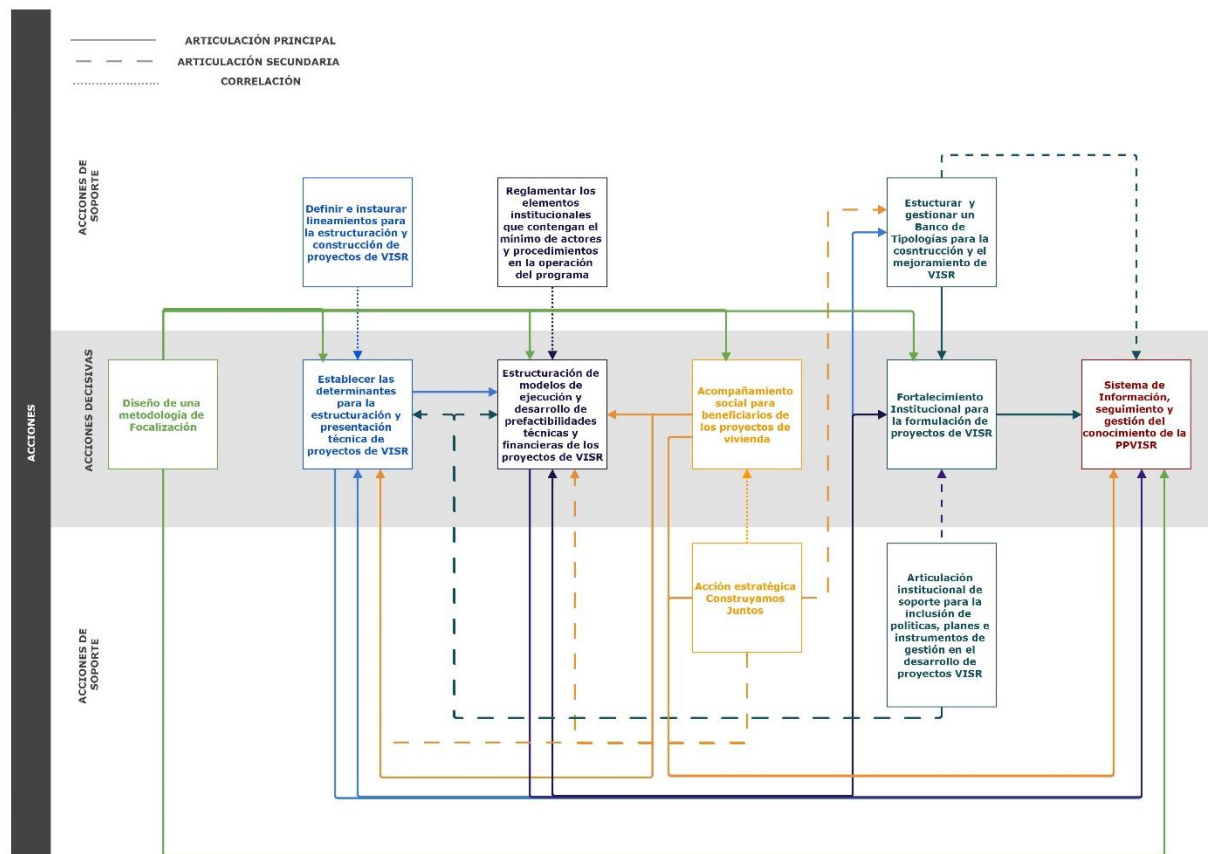 ARTICULACIÓN PRINCIPAL
ARTICULACIÓN SECUNDARIA
CORRELACIÓN
ACCIONES
ACCIONES DE
SOPORTE
Definir e instaurar
lineamientos para
la estructuración y
construcción de
proyectos de VISR
Reglamentar los
elementos
institucionales
que contengan el
mínimo de actores
y procedimientos
en la operación
del programa
Estucturar y
gestionar un
Banco de
Tipologías para la
cosntrucción y el
mejoramiento de
VISR
ACCIONES DECISIVAS
Diseño de una
metodología de
Focalización
Establecer las
determinantes para
la estructuración y
presentación
técnica de
proyectos de VISR
Estructuración de
modelos de
ejecución y
desarrollo de
prefactibilidades
técnicas y
financieras de los
proyectos de VISR
Acompañamiento
social para
beneficiarios de
los proyectos de
vivienda
Fortalecimiento
Institucional para
la formulación de
proyectos de VISR
Sistema de
Información,
seguimiento y
gestión del
conocimiento de la
PPVISR
ACCIONES DE
SOPORTE
Acción estratégica
Construyamos
Juntos
Articulación
institucional de
soporte para la
inclusión de
políticas, planes e
instrumentos de
gestión en el
desarrollo de
proyectos VISR